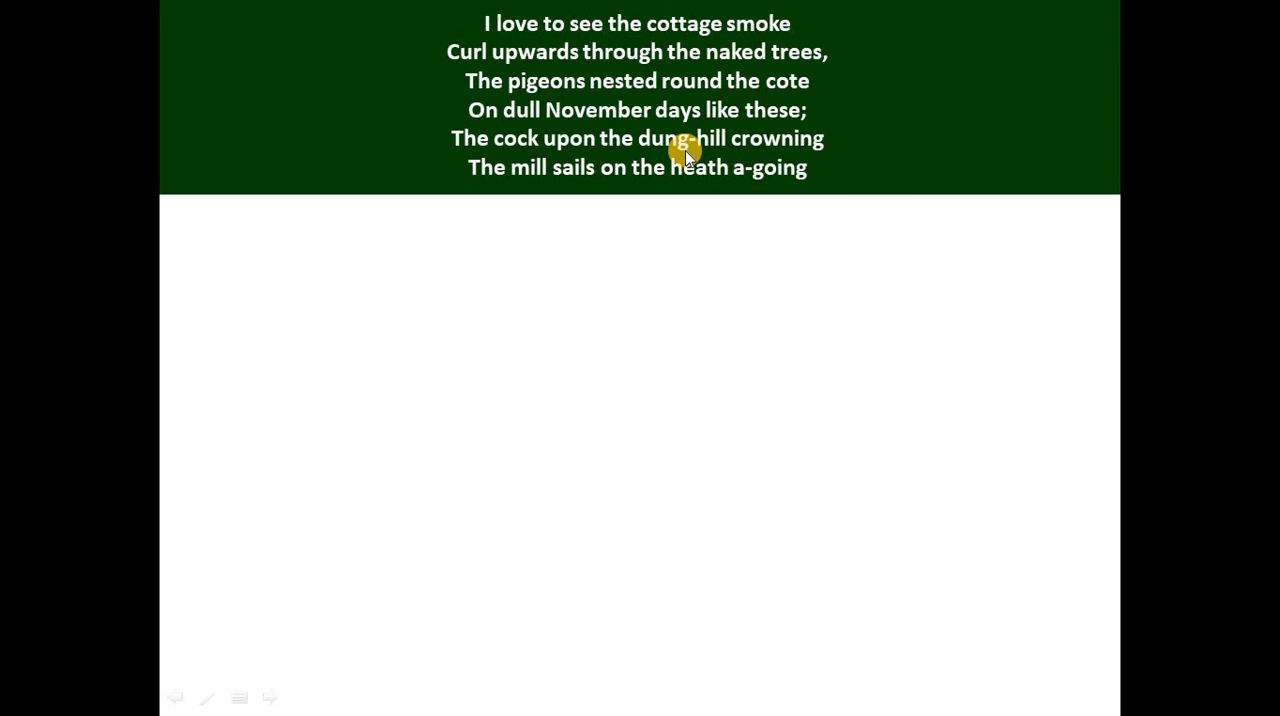 I love to see the cottage smoke
Curl upwards through the naked trees,
The pigeons nested round the cote
On dull November days like these;
The cock upon the dung-hill crowning
The mill sails on the heath a-going